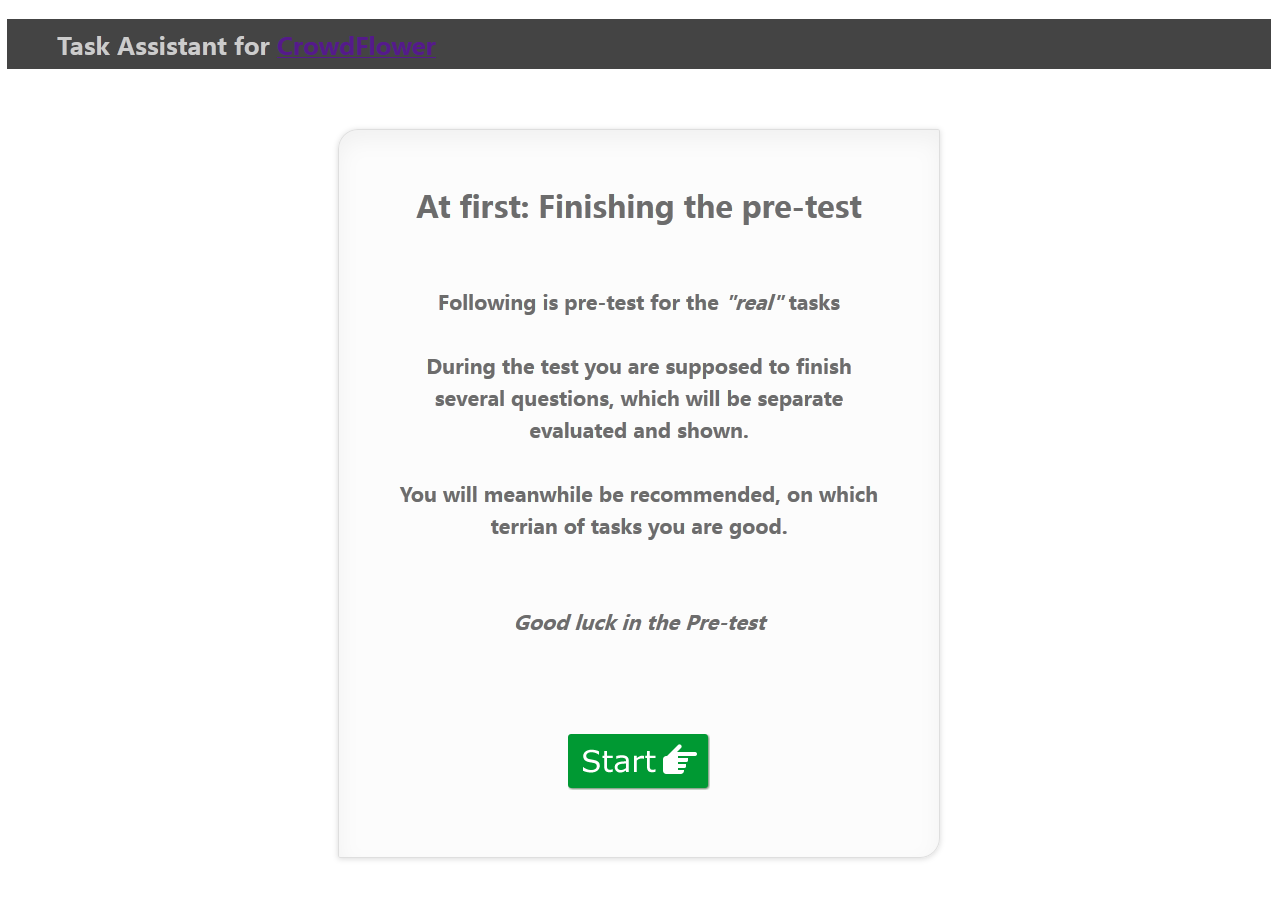 Task Assistant for CrowdFlower
At first: Finishing the pre-test
Following is pre-test for the "real" tasks
During the test you are supposed to finish
several questions, which will be separate
evaluated and shown.
You will meanwhile be recommended, on which
terrian of tasks you are good.
Good luck in the Pre-test
Start